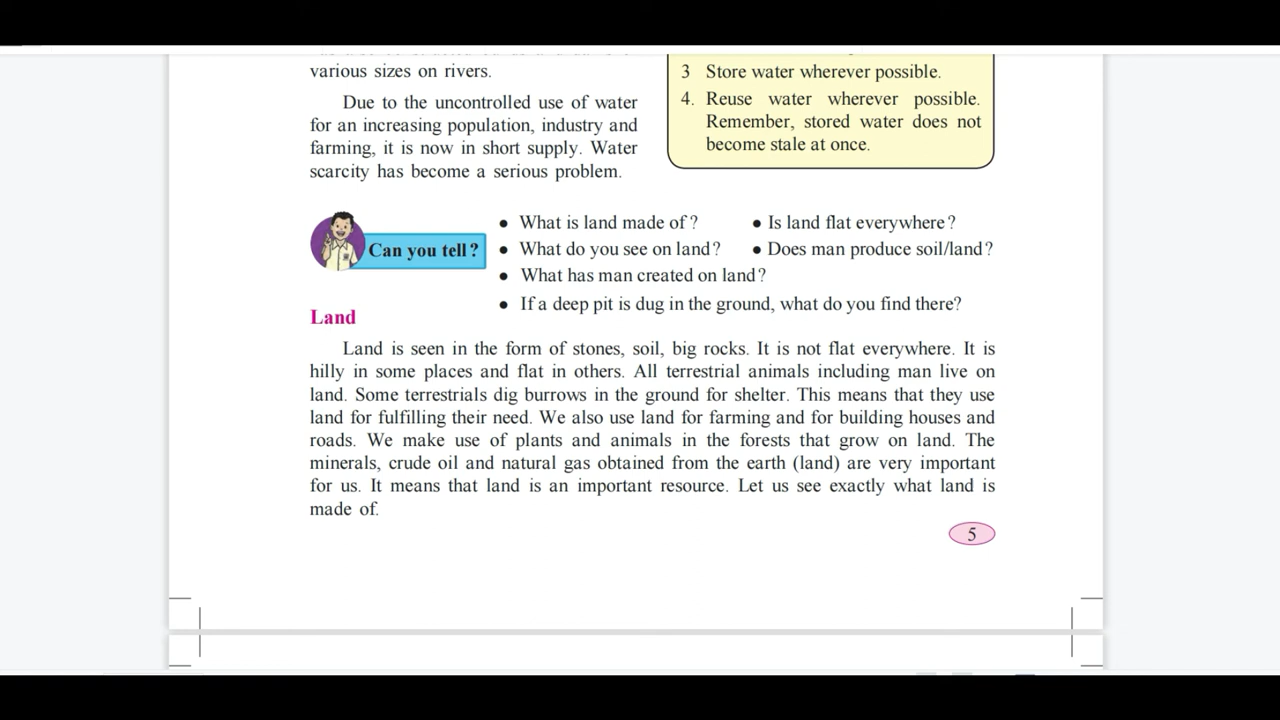 various sizes on rivers.
Due to the uncontrolled use of water
for an increasing population, industry and
farming, it is now in short supply. Water
scarcity has become a serious problem.
3 Store water wherever possible.
4. Reuse water wherever possible.
Remember, stored water does not
become stale at once.
Can you tell?
• What is land made of ?
• Is land flat everywhere?
• What do you see on land?
• Does man produce soil/land?
• What has man created on land?
• If a deep pit is dug in the ground, what do you find there?
Land
Land is seen in the form of stones, soil, big rocks. It is not flat everywhere. It is
hilly in some places and flat in others. All terrestrial animals including man live on
land. Some terrestrials dig burrows in the ground for shelter. This means that they use
land for fulfilling their need. We also use land for farming and for building houses and
roads. We make use of plants and animals in the forests that grow on land. The
minerals, crude oil and natural gas obtained from the earth (land) are very important
for us. It means that land is an important resource. Let us see exactly what land is
made of.
5